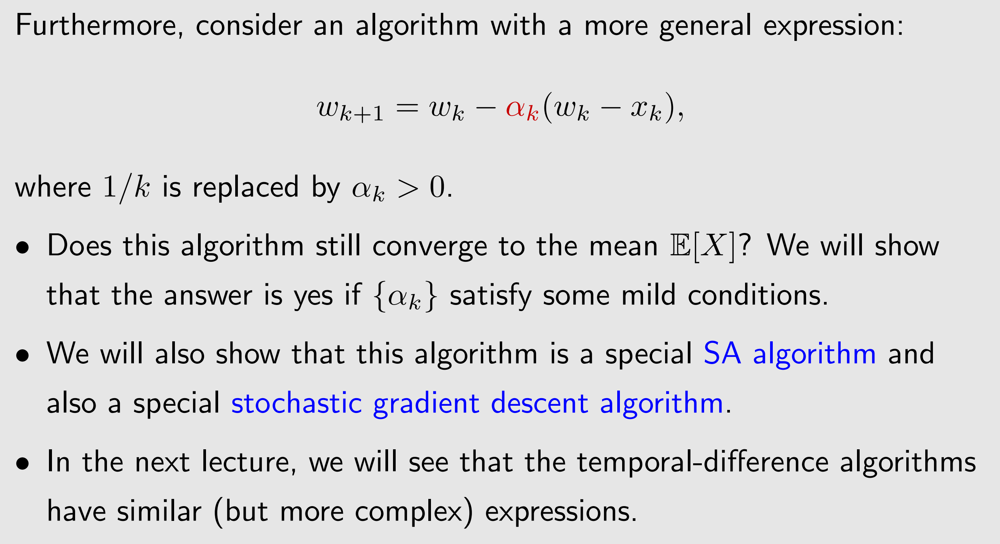 Furthermore, consider an algorithm with a more general expression:
w_{k+1} = w_k − α_k(w_k − x_k),
where 1/k is replaced by α_k > 0.
• Does this algorithm still converge to the mean 𝔼[X]? We will show
that the answer is yes if {α_k} satisfy some mild conditions.
• We will also show that this algorithm is a special SA algorithm and
also a special stochastic gradient descent algorithm.
• In the next lecture, we will see that the temporal-difference algorithms
have similar (but more complex) expressions.